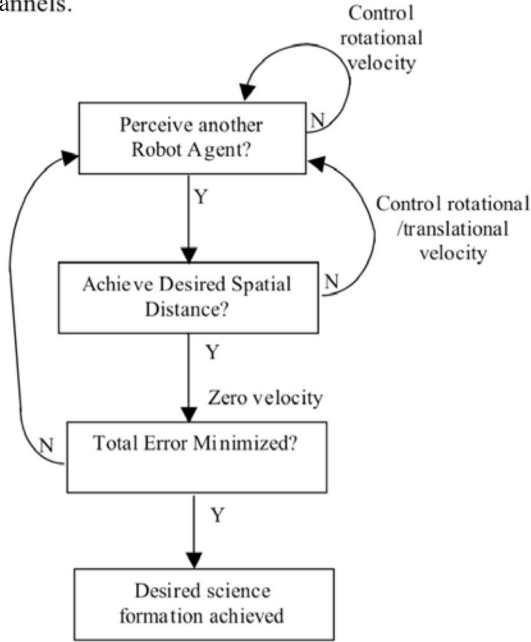 annels.
Control
rotational
velocity
N
Perceive another
Robot Agent?
Y
Control rotational
/translational
velocity
Achieve Desired Spatial
Distance?
N
Y
Zero velocity
Total Error Minimized?
N
Y
Desired science
formation achieved